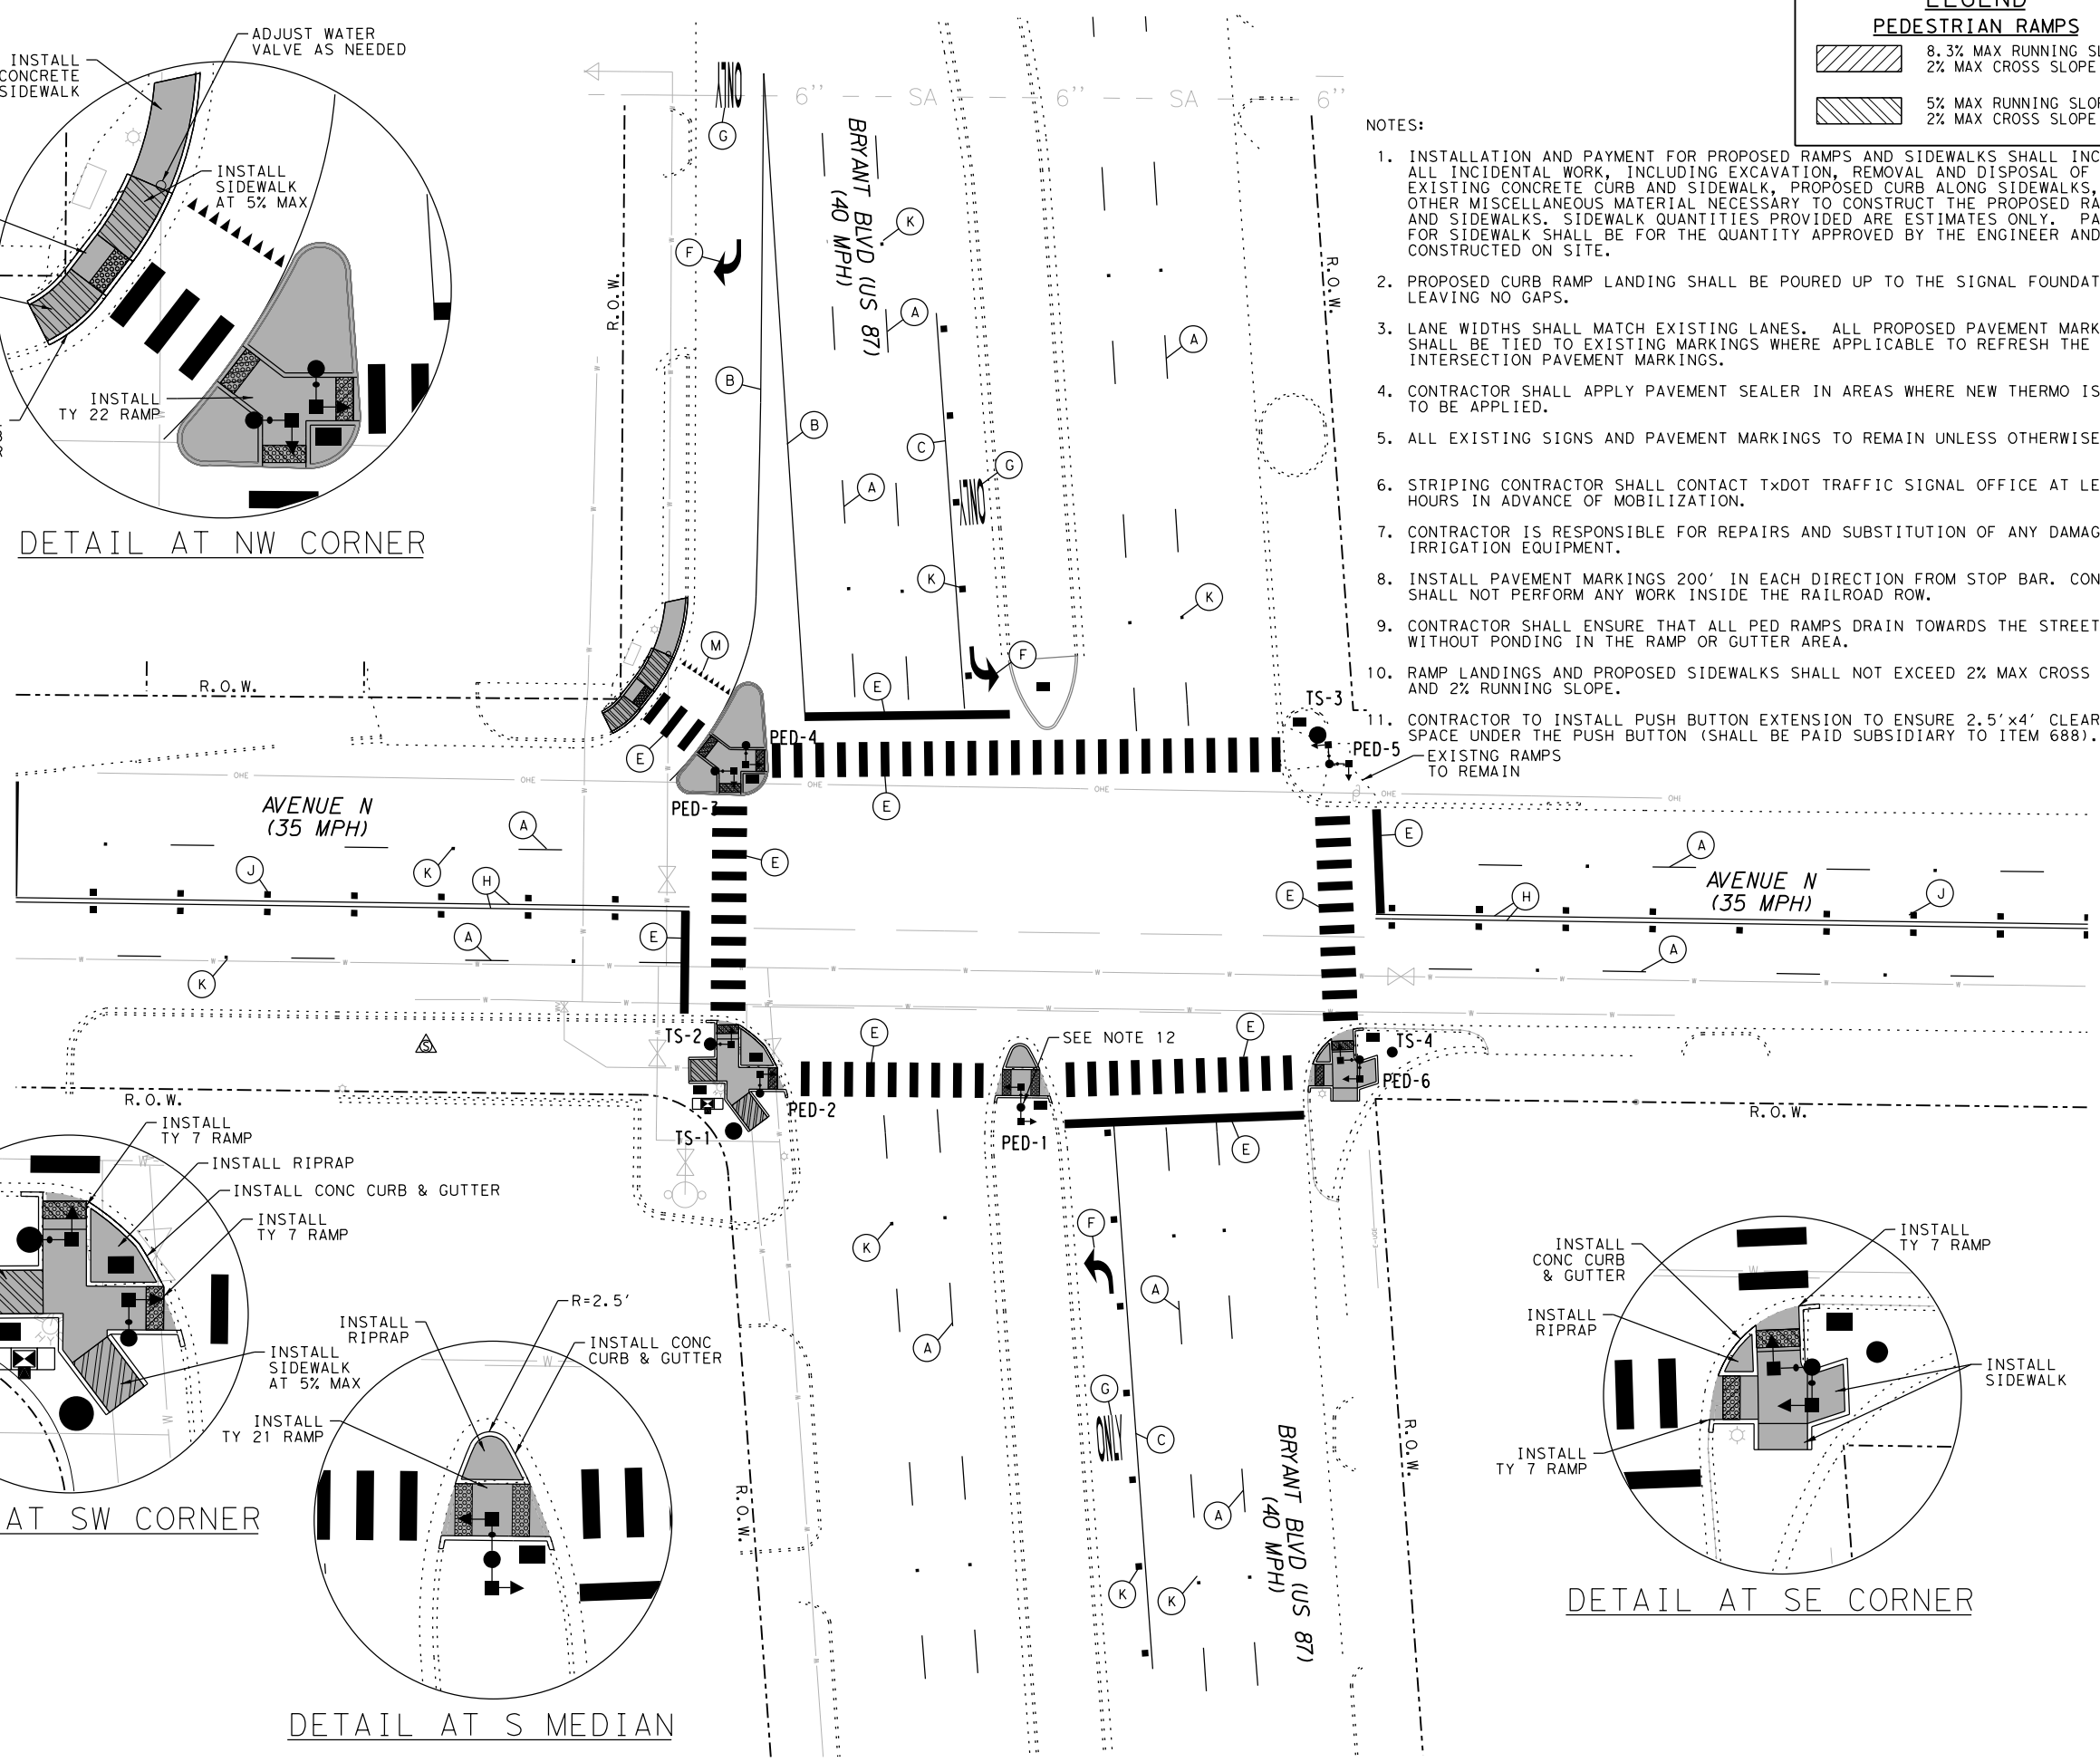 LEGEND
PEDESTRIAN RAMPS
8.3% MAX RUNNING
2% MAX CROSS SLOPE
5% MAX RUNNING
2% MAX CROSS SLOPE
NOTES:
1. INSTALLATION AND PAYMENT FOR PROPOSED RAMPS AND SIDEWALKS SHALL
ALL INCIDENTAL WORK, INCLUDING EXCAVATION, REMOVAL AND DISPOSAL OF
EXISTING CONCRETE CURB AND SIDEWALK, PROPOSED CURB ALONG SIDEWALKS,
OTHER MISCELLANEOUS MATERIAL NECESSARY TO CONSTRUCT THE PROPOSED
AND SIDEWALKS. SIDEWALK QUANTITIES PROVIDED ARE ESTIMATES ONLY.
FOR SIDEWALK SHALL BE FOR THE QUANTITY APPROVED BY THE ENGINEER AND
CONSTRUCTED ON SITE.
2. PROPOSED CURB RAMP LANDING SHALL BE POURED UP TO THE SIGNAL
LEAVING NO GAPS.
3. LANE WIDTHS SHALL MATCH EXISTING LANES. ALL PROPOSED PAVEMENT
SHALL BE TIED TO EXISTING MARKINGS WHERE APPLICABLE TO REFRESH THE
INTERSECTION PAVEMENT MARKINGS.
4. CONTRACTOR SHALL APPLY PAVEMENT SEALER IN AREAS WHERE NEW THERMO IS
TO BE APPLIED.
5. ALL EXISTING SIGNS AND PAVEMENT MARKINGS TO REMAIN UNLESS OTHERWISE
6. STRIPING CONTRACTOR SHALL CONTACT TxDOT TRAFFIC SIGNAL OFFICE AT
HOURS IN ADVANCE OF MOBILIZATION.
7. CONTRACTOR IS RESPONSIBLE FOR REPAIRS AND SUBSTITUTION OF ANY
IRRIGATION EQUIPMENT.
8. INSTALL PAVEMENT MARKINGS 200' IN EACH DIRECTION FROM STOP BAR.
SHALL NOT PERFORM ANY WORK INSIDE THE RAILROAD ROW.
9. CONTRACTOR SHALL ENSURE THAT ALL PED RAMPS DRAIN TOWARDS THE STREET
WITHOUT PONDING IN THE RAMP OR GUTTER AREA.
10. RAMP LANDINGS AND PROPOSED SIDEWALKS SHALL NOT EXCEED 2% MAX CROSS
AND 2% RUNNING SLOPE.
11. CONTRACTOR TO INSTALL PUSH BUTTON EXTENSION TO ENSURE 2.5'x4' CLEAR
SPACE UNDER THE PUSH BUTTON (SHALL BE PAID SUBSIDIARY TO ITEM 688).
INSTALL
CONCRETE
SIDEWALK
ADJUST WATER
VALVE AS NEEDED
INSTALL
SIDEWALK
AT 5% MAX
INSTALL
TY 22 RAMP
DETAIL AT NW CORNER
ONLY
G
6'' SA 6'' SA 6''
BRYANT BLVD (US 87)
(40 MPH)
K
F
A
A
R.O.W.
R.O.W.
B
B
C
A
G
ONLY
K
K
M
F
E
E
R.O.W.
TS-3
PED-4
PED-5
EXISTNG RAMPS
TO REMAIN
OHE
OHE
OHE
OHE
OHE
OHI
PED-3
E
AVENUE N
(35 MPH)
A
E
E
A
J
K
H
E
AVENUE N
(35 MPH)
H
J
A
E
A
K
W
TS-2
E
SEE NOTE 12
E
TS-4
PED-6
PED-2
TS-1
PED-1
E
R.O.W.
R.O.W.
S
INSTALL
TY 7 RAMP
INSTALL RIPRAP
INSTALL CONC CURB & GUTTER
INSTALL
TY 7 RAMP
INSTALL
SIDEWALK
AT 5% MAX
AT SW CORNER
INSTALL
RIPRAP
R=2.5'
INSTALL CONC
CURB & GUTTER
INSTALL
TY 21 RAMP
DETAIL AT S MEDIAN
K
F
A
A
G
ONLY
C
A
K
K
R.O.W.
R.O.W.
BRYANT BLVD (US 87)
(40 MPH)
INSTALL
CONC CURB
& GUTTER
INSTALL
TY 7 RAMP
INSTALL
RIPRAP
INSTALL
SIDEWALK
INSTALL
TY 7 RAMP
DETAIL AT SE CORNER